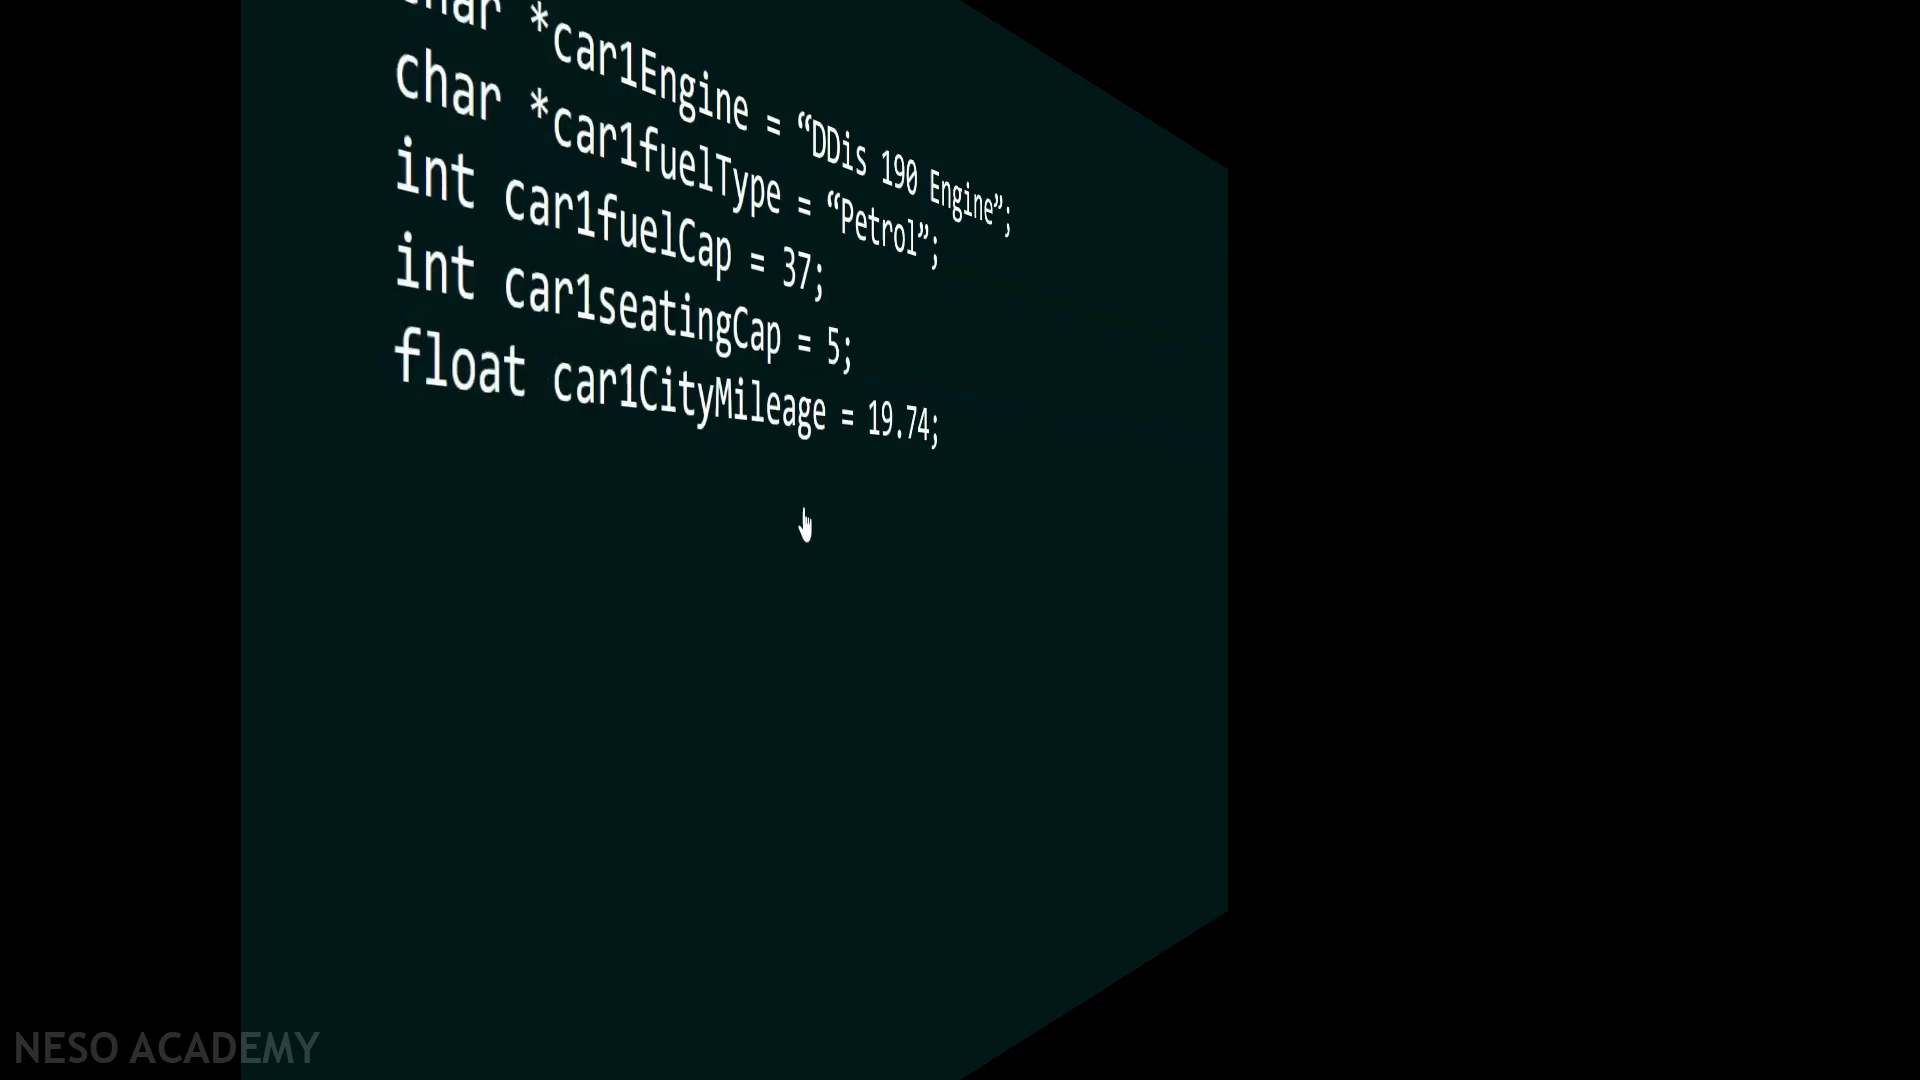 char *car1Engine = “DDis 190 Engine”;
char *car1fuelType = “Petrol”;
int car1fuelCap = 37;
int car1seatingCap = 5;
float car1CityMileage = 19.74;
NESO ACADEMY